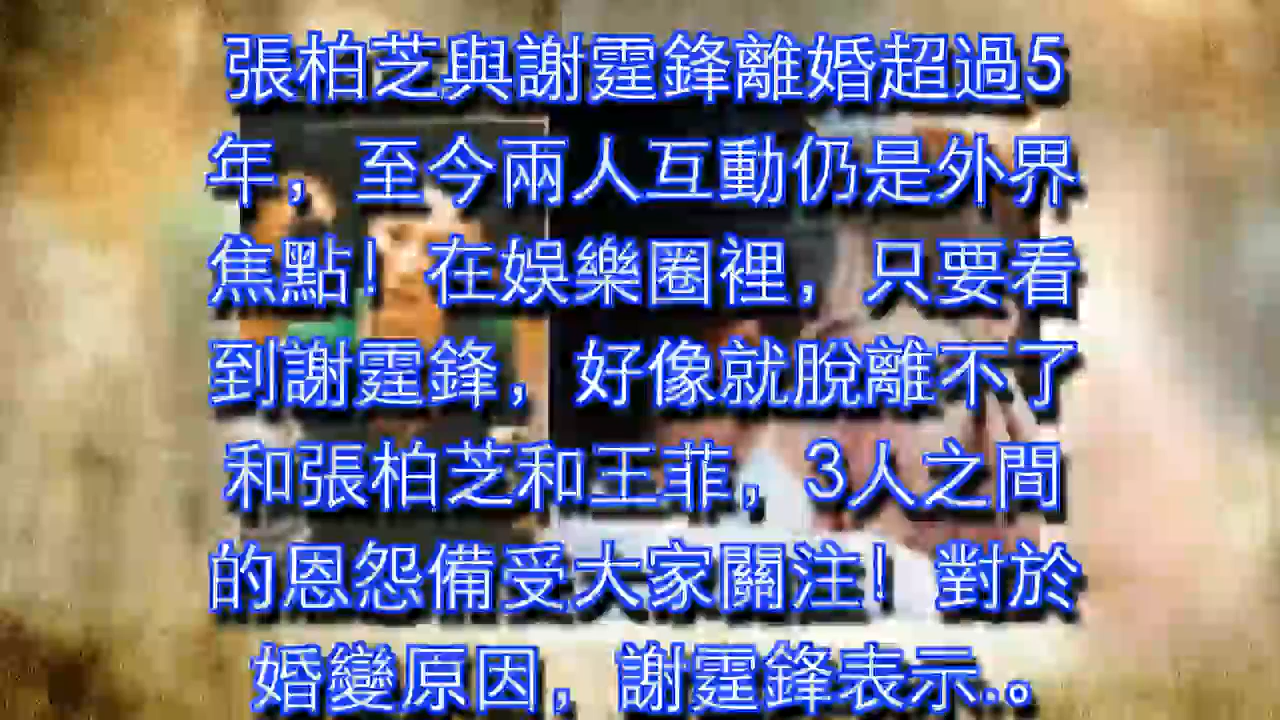 張柏芝與謝霆鋒離婚超過5
年，至今兩人互動仍是外界
焦點！在娛樂圈裡，只要看
到謝霆鋒，好像就脫離不了
和張柏芝和王菲，3人之間
的恩怨備受大家關注！對於
婚變原因，謝霆鋒表示.。